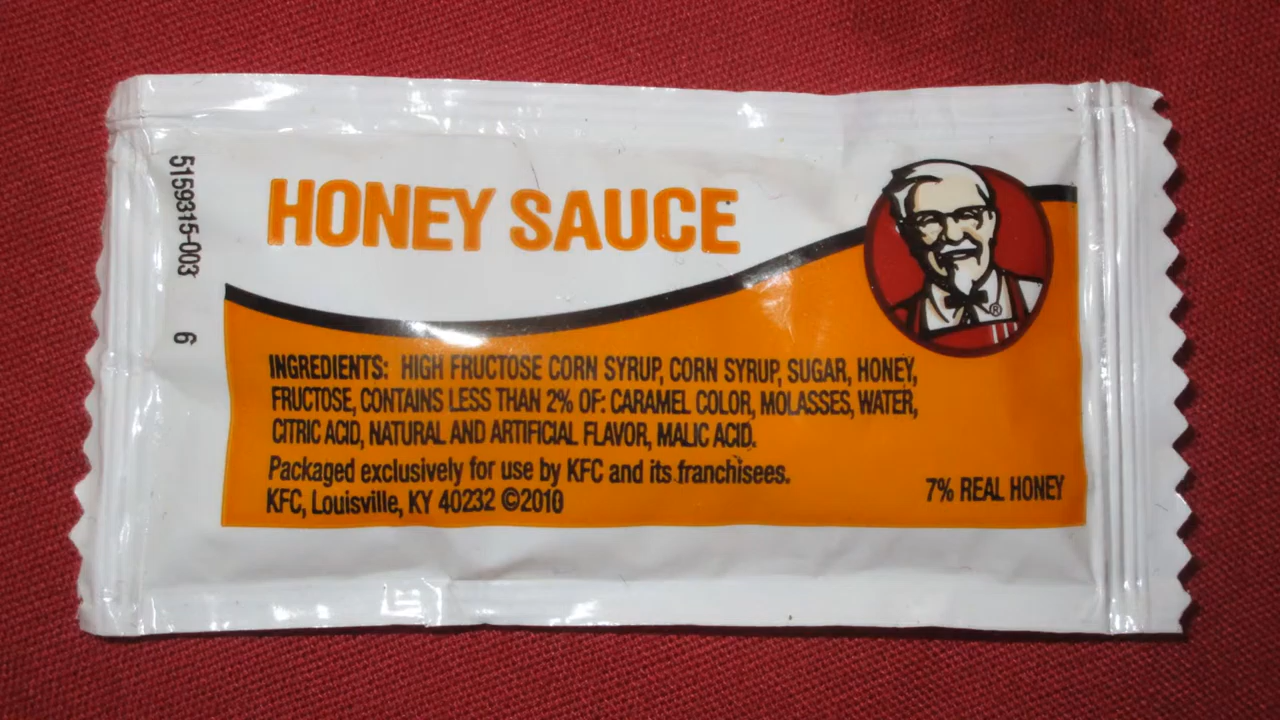 HONEY SAUCE
5159315-003 6
®
INGREDIENTS: HIGH FRUCTOSE CORN SYRUP, CORN SYRUP, SUGAR, HONEY,
FRUCTOSE, CONTAINS LESS THAN 2% OF: CARAMEL COLOR, MOLASSES, WATER,
CITRIC ACID, NATURAL AND ARTIFICIAL FLAVOR, MALIC ACID.
Packaged exclusively for use by KFC and its franchisees.
KFC, Louisville, KY 40232 ©2010
7% REAL HONEY